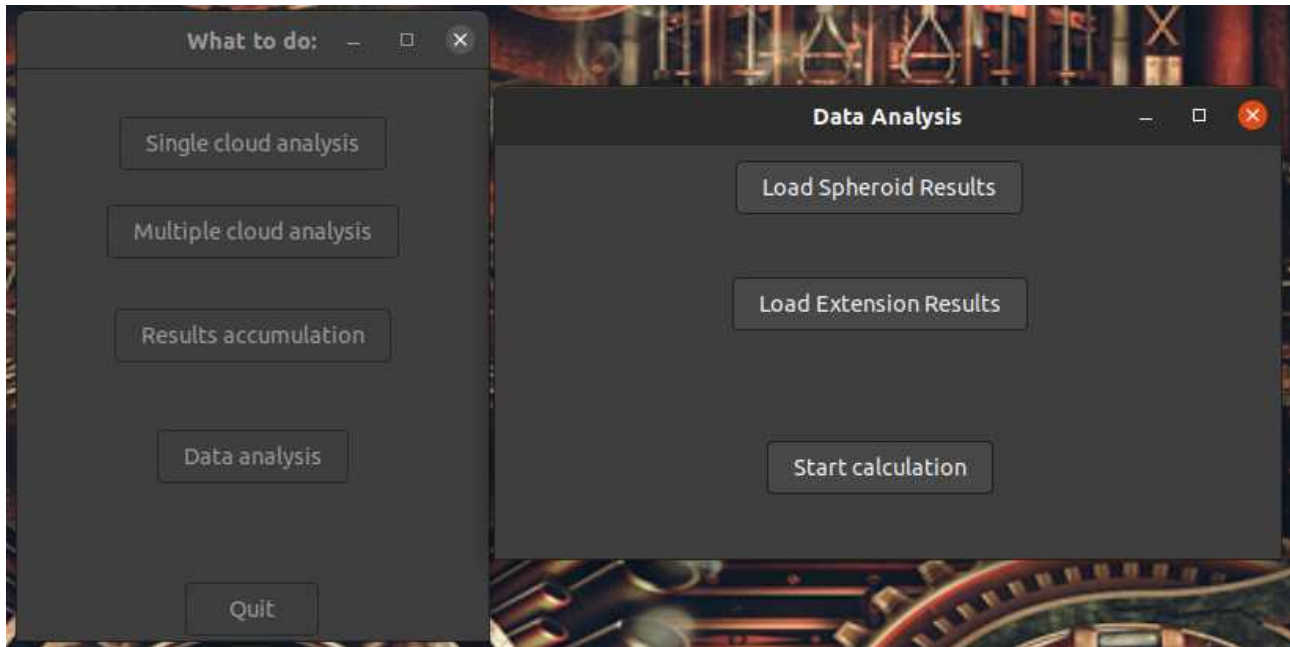 What to do:
Single cloud analysis
Multiple cloud analysis
Results accumulation
Data analysis
Quit
Data Analysis
Load Spheroid Results
Load Extension Results
Start calculation